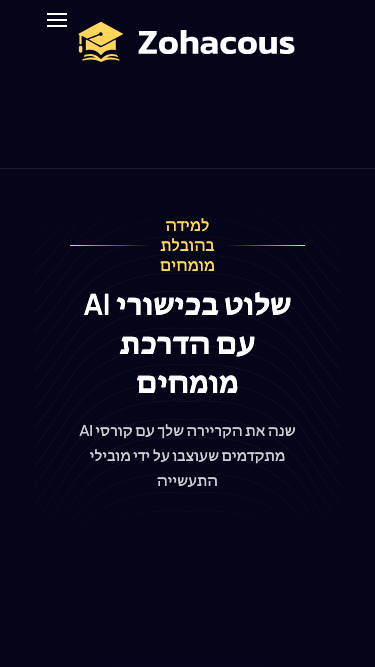 Zohacous
למידה
בהובלת
מומחים
שלוט בכישורי AI
עם הדרכת
מומחים
שנה את הקריירה שלך עם קורסי AI
מתקדמים שעוצבו על ידי מובילי
התעשייה